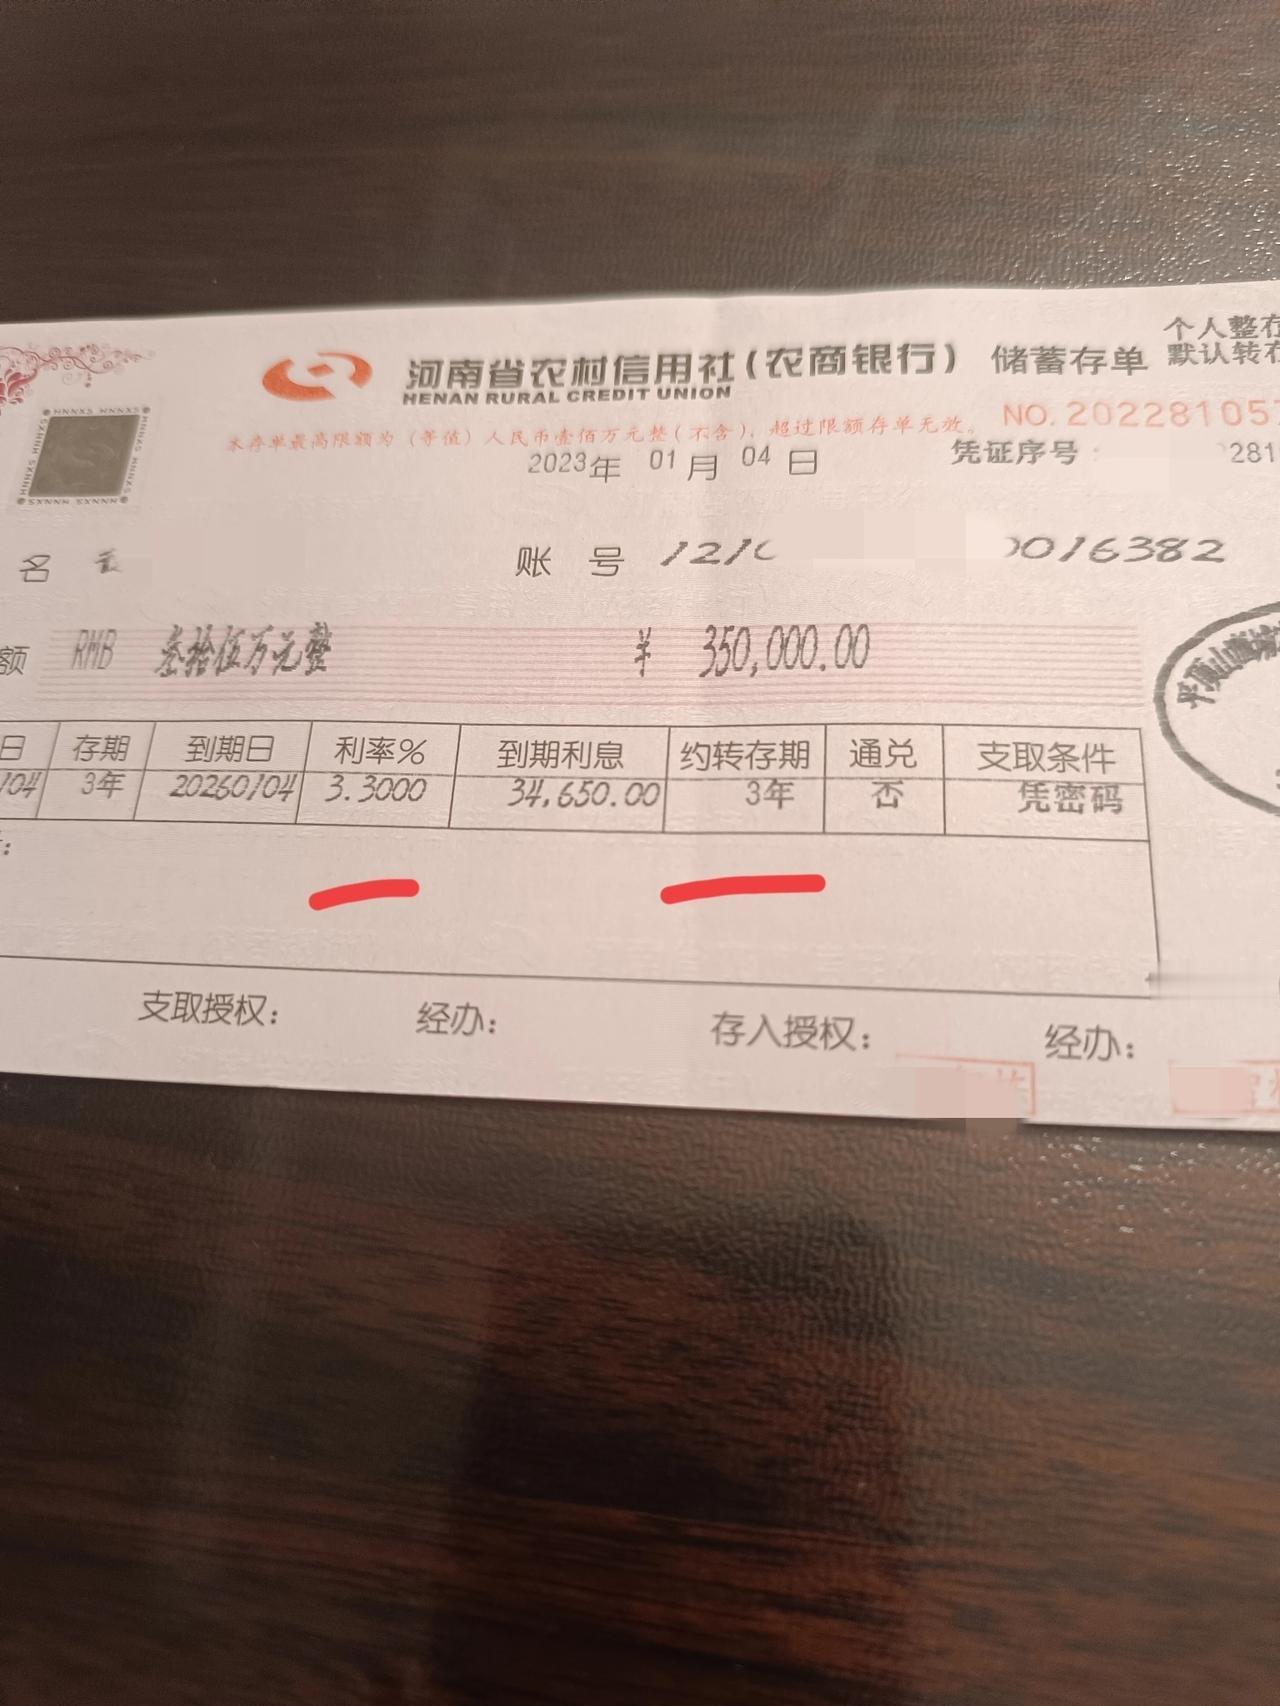 个人整存
河南省农村信用社(农商银行) 储蓄存单 默认转存
HENAN RURAL CREDIT UNION
NO.202281057
本存单最高限额为(等值)人民币壹佰万元整(不含),超过限额存单无效。
2023年 01月 04日 凭证序号: 281
名 账 号 121 0016382
额 RMB 叁拾伍万元整 ¥ 350,000.00
平顶山
日 存期 到期日 利率% 到期利息 约转存期 通兑 支取条件
104 3年 20260104 3.3000 34,650.00 3年 否 凭密码
支取授权: 经办: 存入授权: 经办: